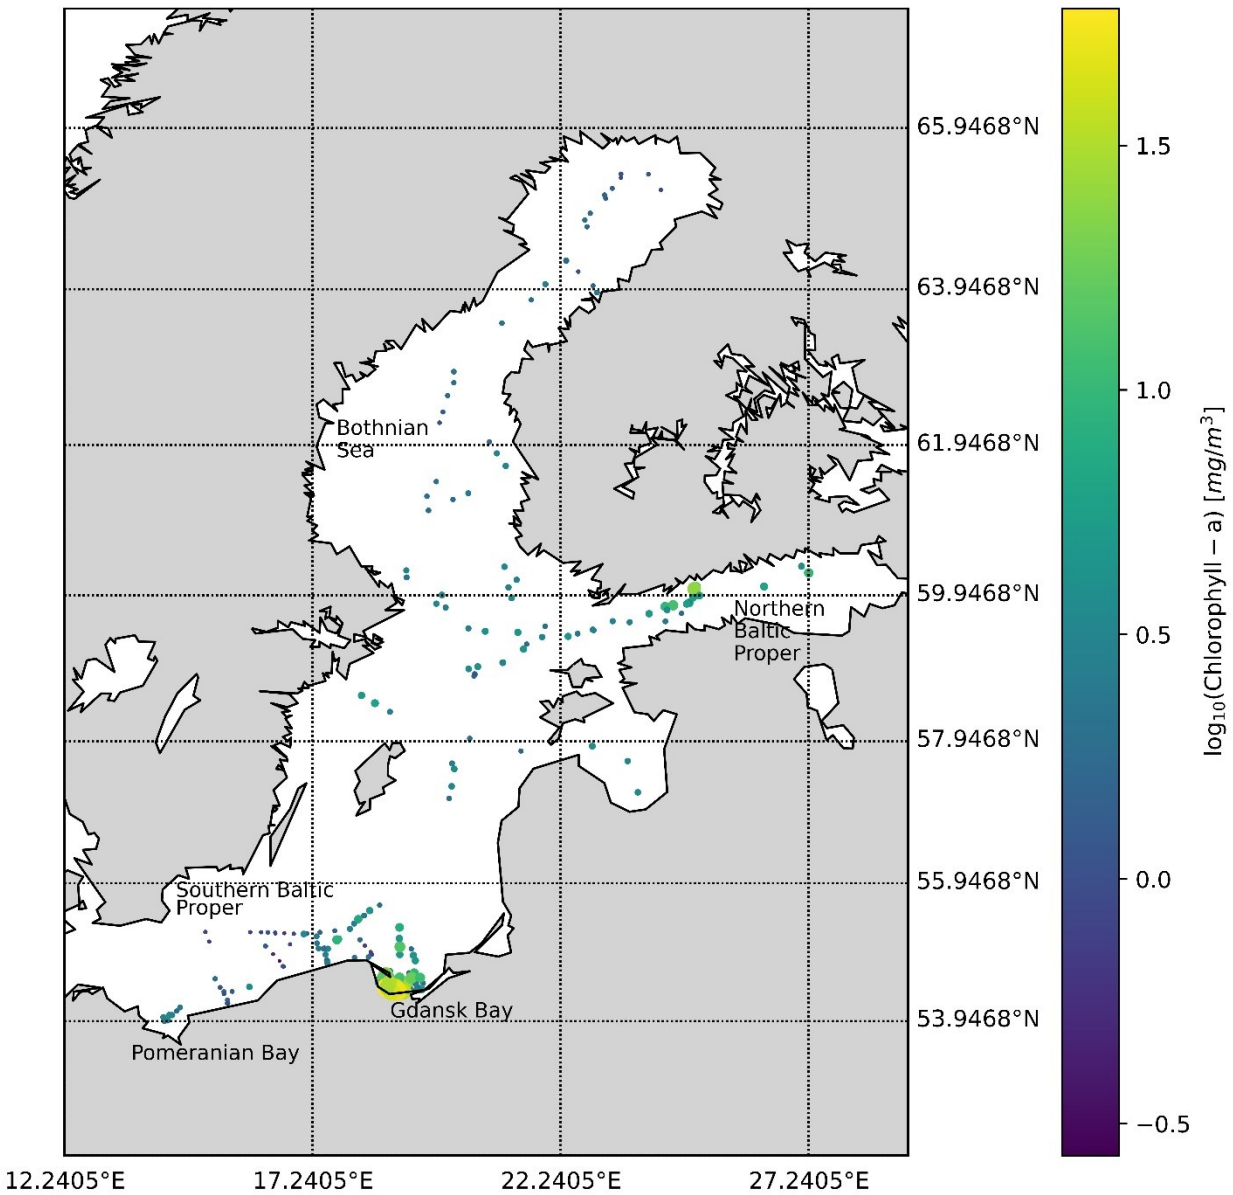 65.9468°N
1.5
63.9468°N
1.0
Bothnian
Sea
61.9468°N
log10(Chlorophyll − a) [mg/m3]
0.5
59.9468°N
Northern
Baltic
Proper
57.9468°N
0.0
55.9468°N
Southern Baltic
Proper
Gdansk Bay
53.9468°N
Pomeranian Bay
−0.5
12.2405°E
17.2405°E
22.2405°E
27.2405°E